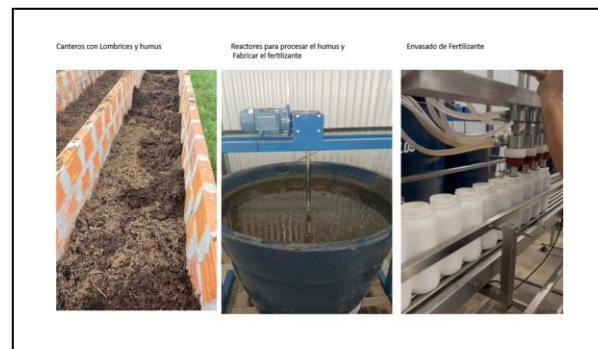 Canteros con Lombrices y humus
Reactores para procesar el humus y
Fabricar el fertilizante
Envasado de Fertilizante